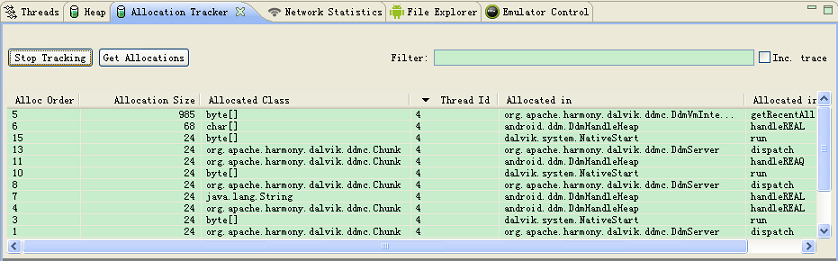 Threads Heap Allocation Tracker Network Statistics File Explorer Emulator Control
Stop Tracking Get Allocations Filter: Inc. trace
Alloc Order Allocation Size Allocated Class Thread Id Allocated in Allocated in
5 985 byte[] 4 org.apache.harmony.dalvik.ddmc.DdmVmInte... getRecentAll
6 68 char[] 4 android.ddm.DdmHandleHeap handleREAL
15 24 byte[] 4 dalvik.system.NativeStart run
13 24 org.apache.harmony.dalvik.ddmc.Chunk 4 org.apache.harmony.dalvik.ddmc.DdmServer dispatch
11 24 org.apache.harmony.dalvik.ddmc.Chunk 4 android.ddm.DdmHandleHeap handleREAQ
10 24 byte[] 4 dalvik.system.NativeStart run
8 24 org.apache.harmony.dalvik.ddmc.Chunk 4 org.apache.harmony.dalvik.ddmc.DdmServer dispatch
7 24 java.lang.String 4 android.ddm.DdmHandleHeap handleREAL
4 24 org.apache.harmony.dalvik.ddmc.Chunk 4 android.ddm.DdmHandleHeap handleREAL
3 24 byte[] 4 dalvik.system.NativeStart run
1 24 org.apache.harmony.dalvik.ddmc.Chunk 4 org.apache.harmony.dalvik.ddmc.DdmServer dispatch